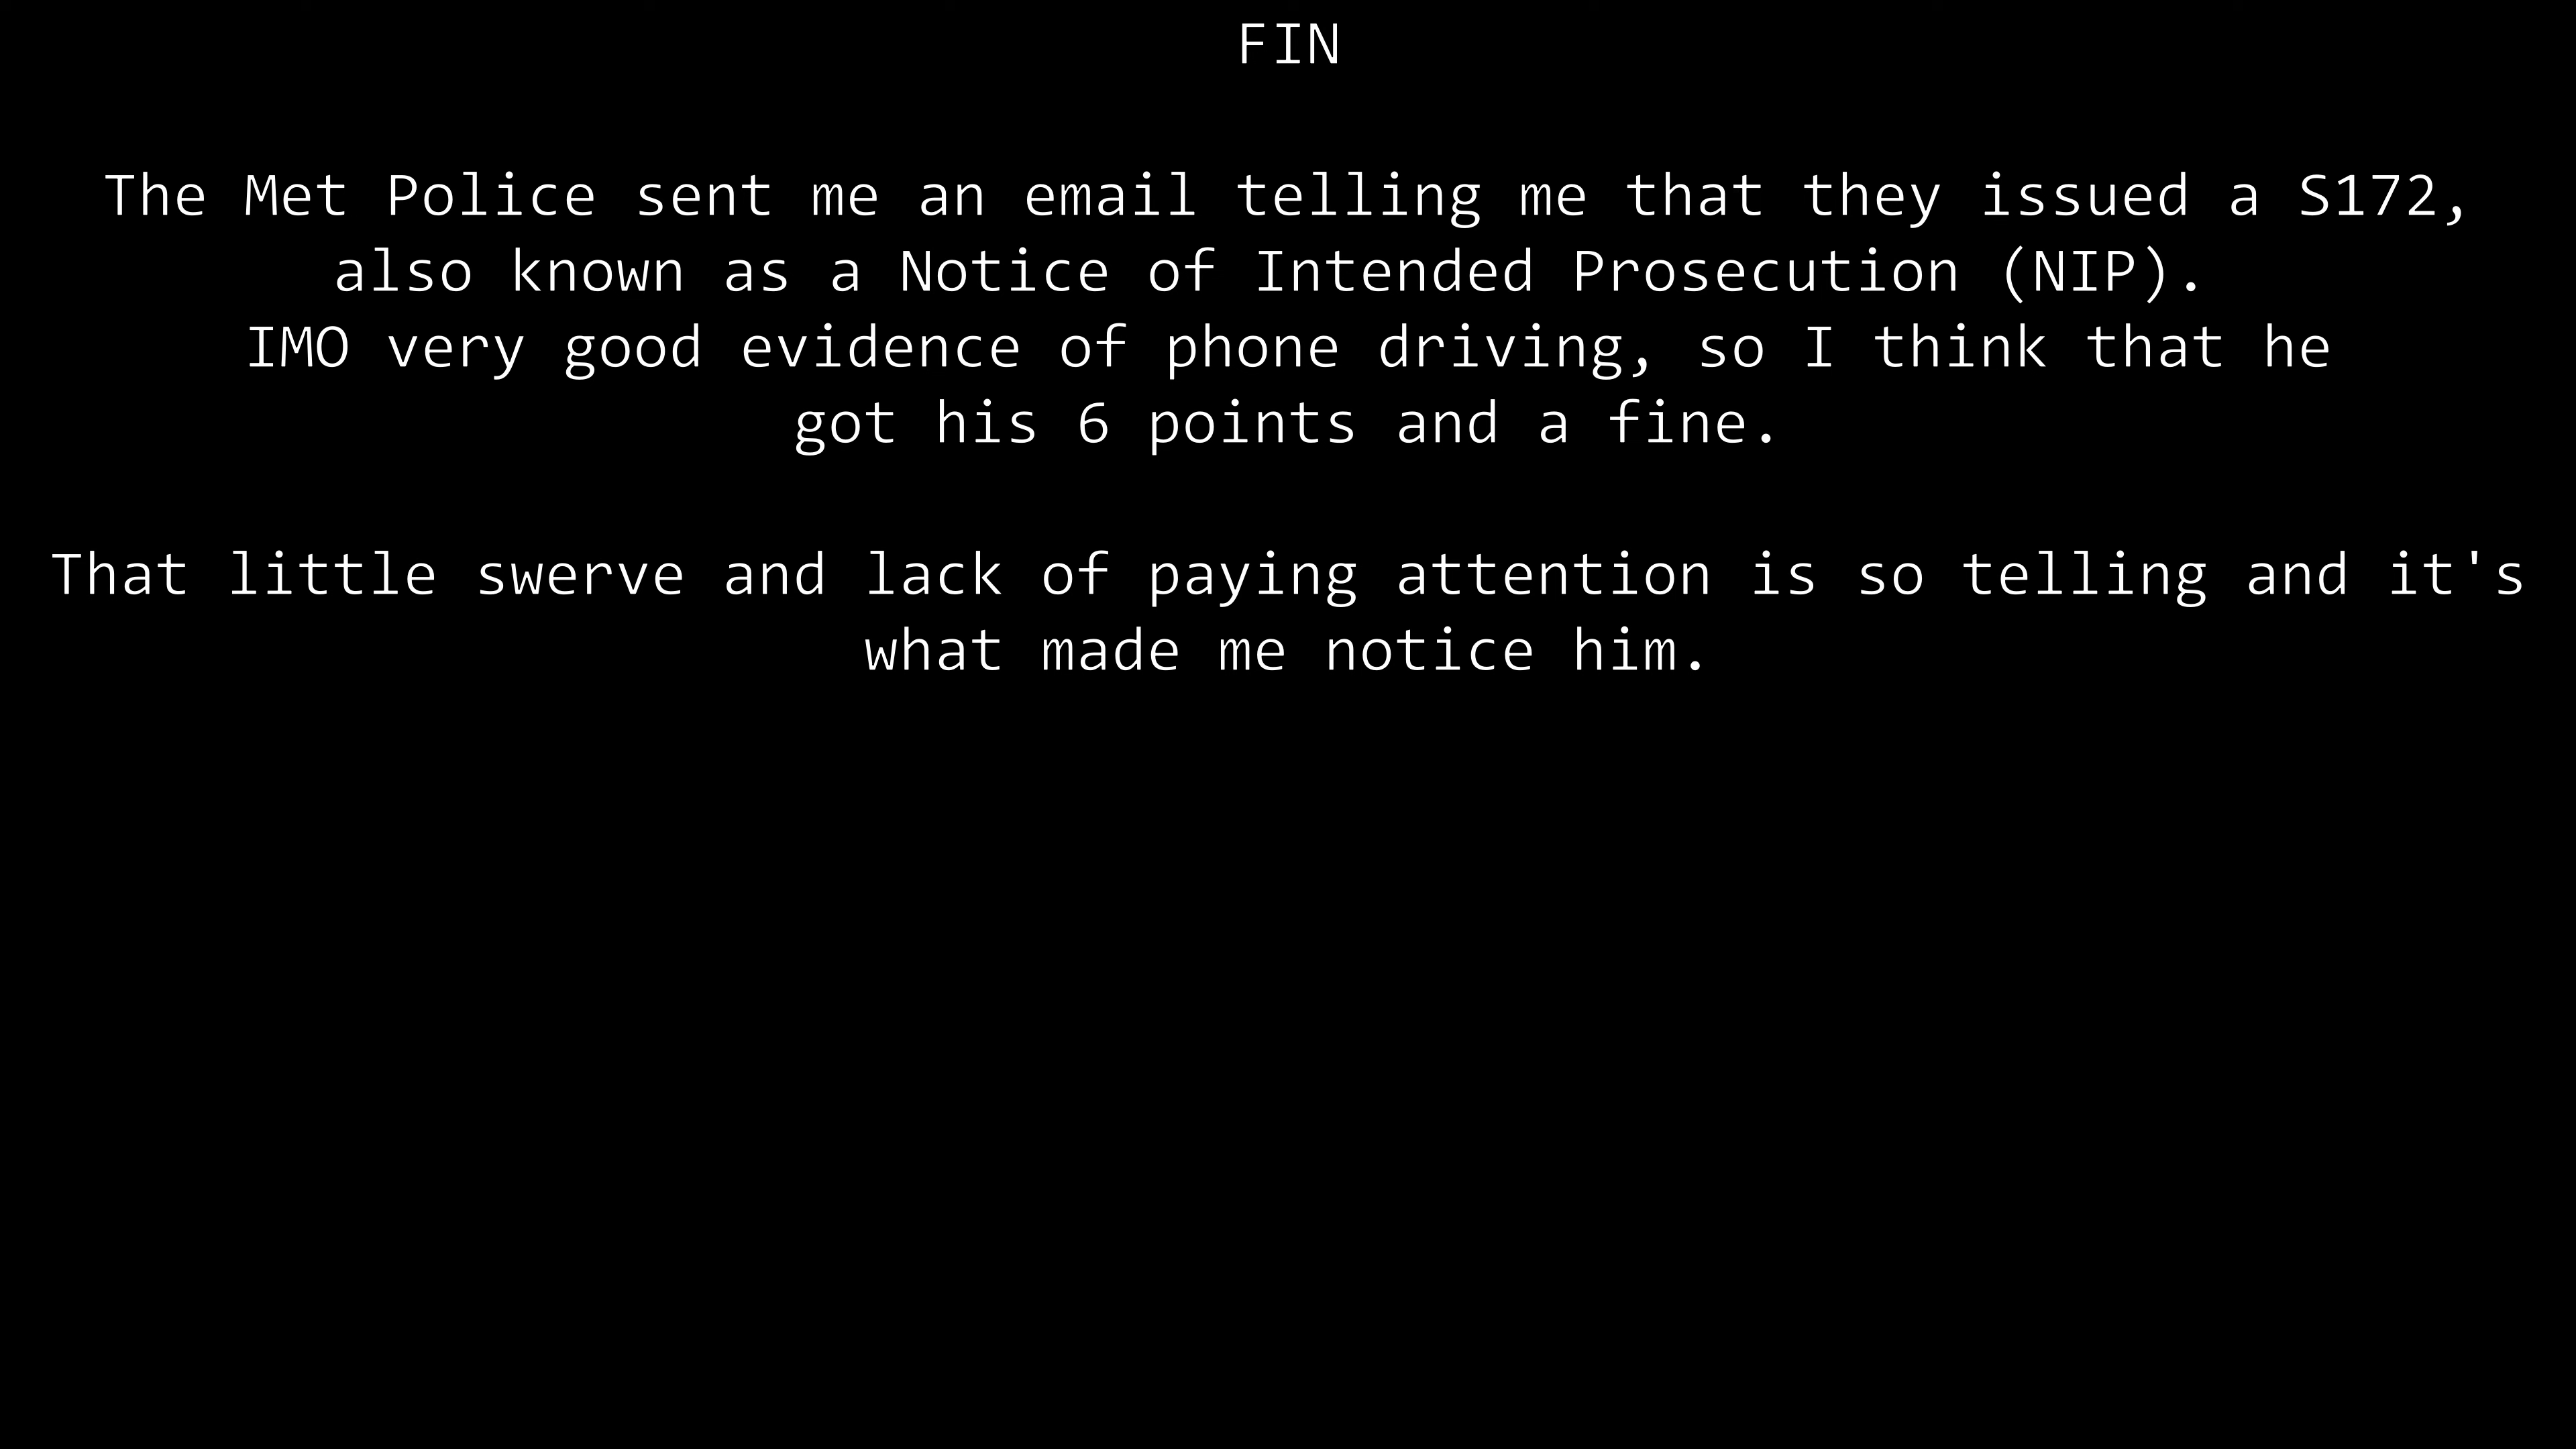 FIN
The Met Police sent me an email telling me that they issued a S172,
also known as a Notice of Intended Prosecution (NIP).
IMO very good evidence of phone driving, so I think that he
got his 6 points and a fine.
That little swerve and lack of paying attention is so telling and it's
what made me notice him.